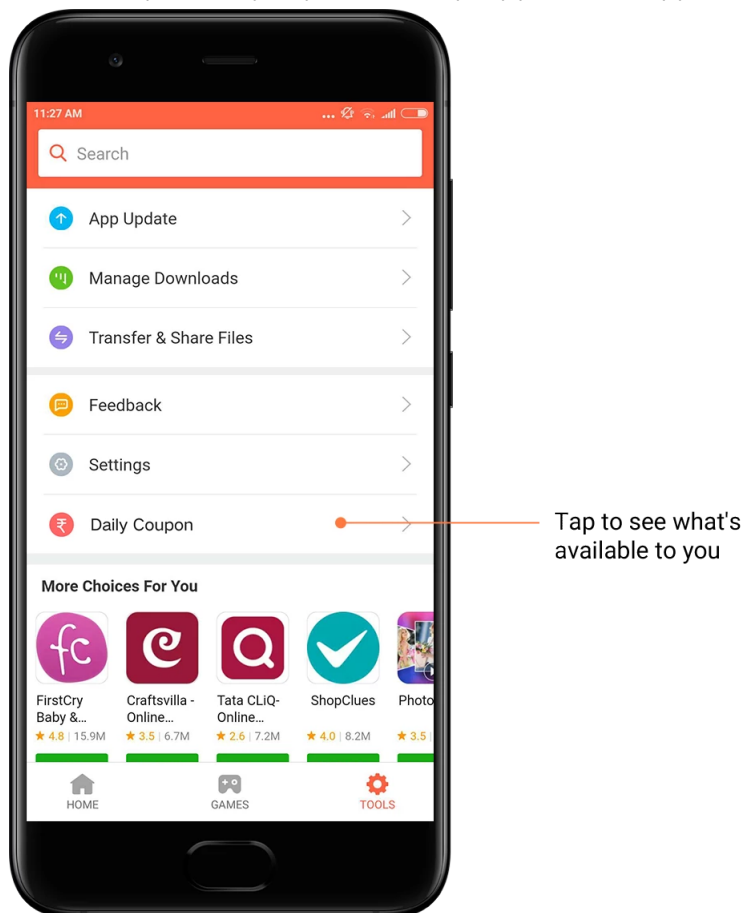 11:27 AM
Search
App Update
Manage Downloads
Transfer & Share Files
Feedback
Settings
Daily Coupon
Tap to see what's
available to you
More Choices For You
fc
FirstCry
Baby &...
★ 4.8 | 15.9M
Craftsvilla -
Online...
★ 3.5 | 6.7M
Tata CLiQ-
Online...
★ 2.6 | 7.2M
ShopClues
★ 4.0 | 8.2M
Photo
★ 3.5 |
HOME
GAMES
TOOLS